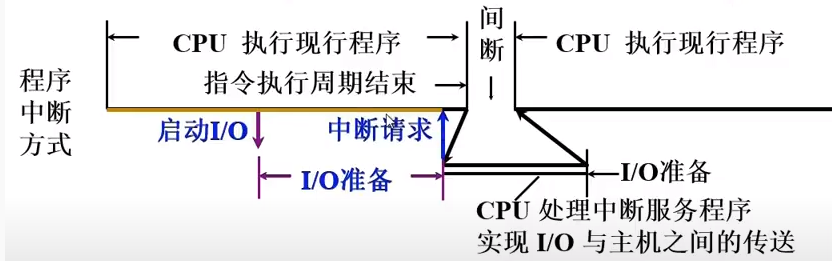 间
断
CPU 执行现行程序
CPU 执行现行程序
指令执行周期结束
程序
中断
方式
启动I/O
中断请求
I/O准备
I/O准备
CPU 处理中断服务程序
实现 I/O 与主机之间的传送